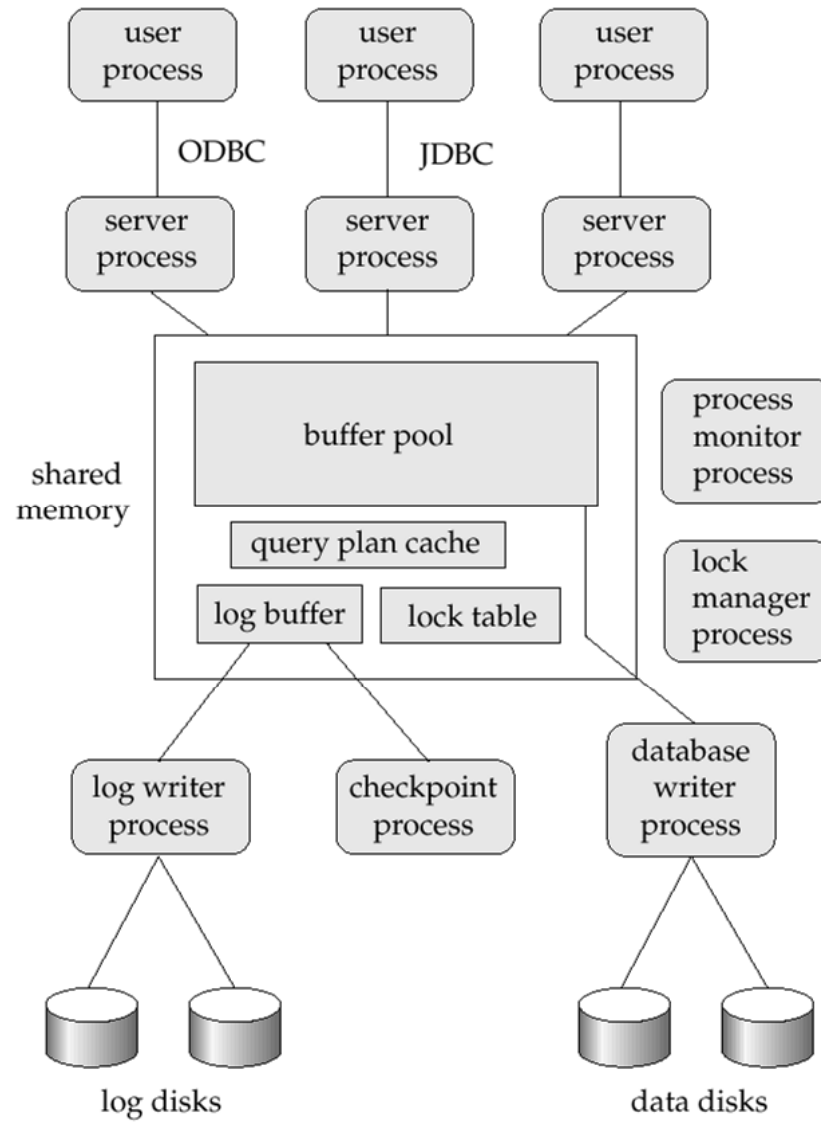 user
process
user
process
user
process
ODBC
JDBC
server
process
server
process
server
process
shared
memory
buffer pool
process
monitor
process
query plan cache
lock
manager
process
log buffer
lock table
log writer
process
checkpoint
process
database
writer
process
log disks
data disks